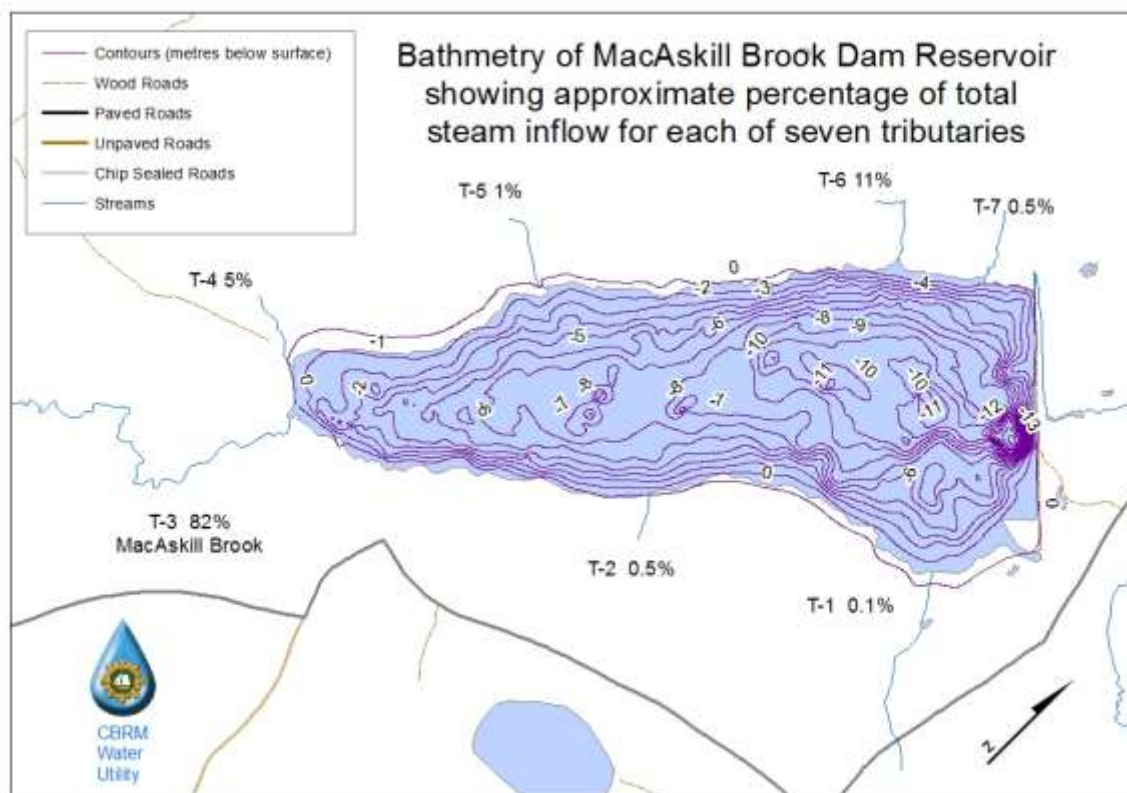 Contours (metres below surface)
Wood Roads
Paved Roads
Unpaved Roads
Chip Sealed Roads
Streams
Bathmetry of MacAskill Brook Dam Reservoir
showing approximate percentage of total
steam inflow for each of seven tributaries
T-5 1%
T-6 11%
T-7 0.5%
T-4 5%
0
-2
-3
-4
-1
-5
-6
-8
-9
-10
-11
-10
-10
-11
-12
-13
0
-2
-6
-7
-8
-8
-7
0
-9
0
T-3 82%
MacAskill Brook
T-2 0.5%
T-1 0.1%
CBRM
Water
Utility
N